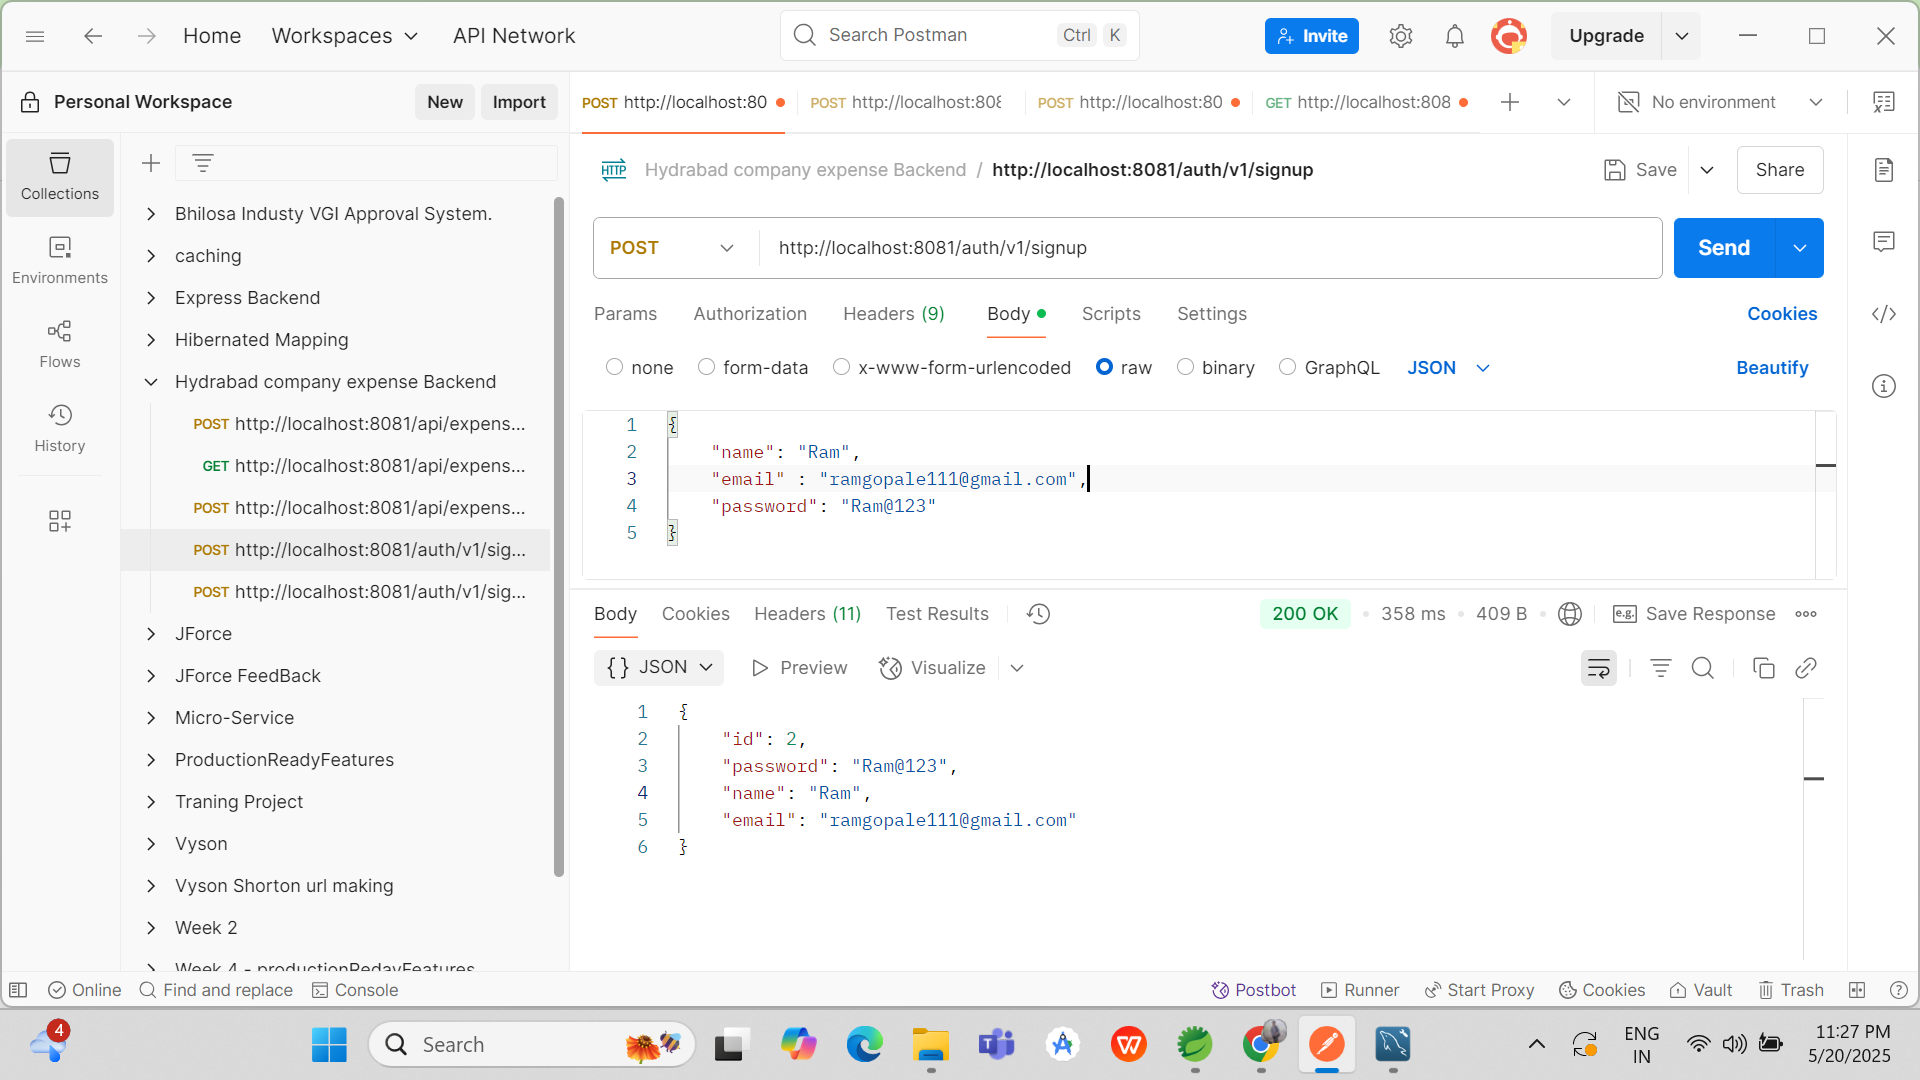 Home
Workspaces
API Network
Search Postman
Ctrl
K
Invite
Upgrade
Personal Workspace
New
Import
POST http://localhost:80
POST http://localhost:808
POST http://localhost:80
GET http://localhost:808
No environment
Collections
Environments
Flows
History
Bhilosa Industy VGI Approval System.
caching
Express Backend
Hibernated Mapping
Hydrabad company expense Backend
POST http://localhost:8081/api/expens...
GET http://localhost:8081/api/expens...
POST http://localhost:8081/api/expens...
POST http://localhost:8081/auth/v1/sig...
POST http://localhost:8081/auth/v1/sig...
JForce
JForce FeedBack
Micro-Service
ProductionReadyFeatures
Traning Project
Vyson
Vyson Shorton url making
Week 2
Week 4 - productionRedayFeatures
HTTP
Hydrabad company expense Backend / http://localhost:8081/auth/v1/signup
Save
Share
POST
http://localhost:8081/auth/v1/signup
Send
Params
Authorization
Headers (9)
Body
Scripts
Settings
Cookies
none
form-data
x-www-form-urlencoded
raw
binary
GraphQL
JSON
Beautify
1 {
2 "name": "Ram",
3 "email" : "ramgopale111@gmail.com",
4 "password": "Ram@123"
5 }
Body
Cookies
Headers (11)
Test Results
200 OK
358 ms
409 B
e.g.
Save Response
{} JSON
Preview
Visualize
1 {
2 "id": 2,
3 "password": "Ram@123",
4 "name": "Ram",
5 "email": "ramgopale111@gmail.com"
6 }
Online
Find and replace
Console
Postbot
Runner
Start Proxy
Cookies
Vault
Trash
4
Search
ENG
IN
11:27 PM
5/20/2025